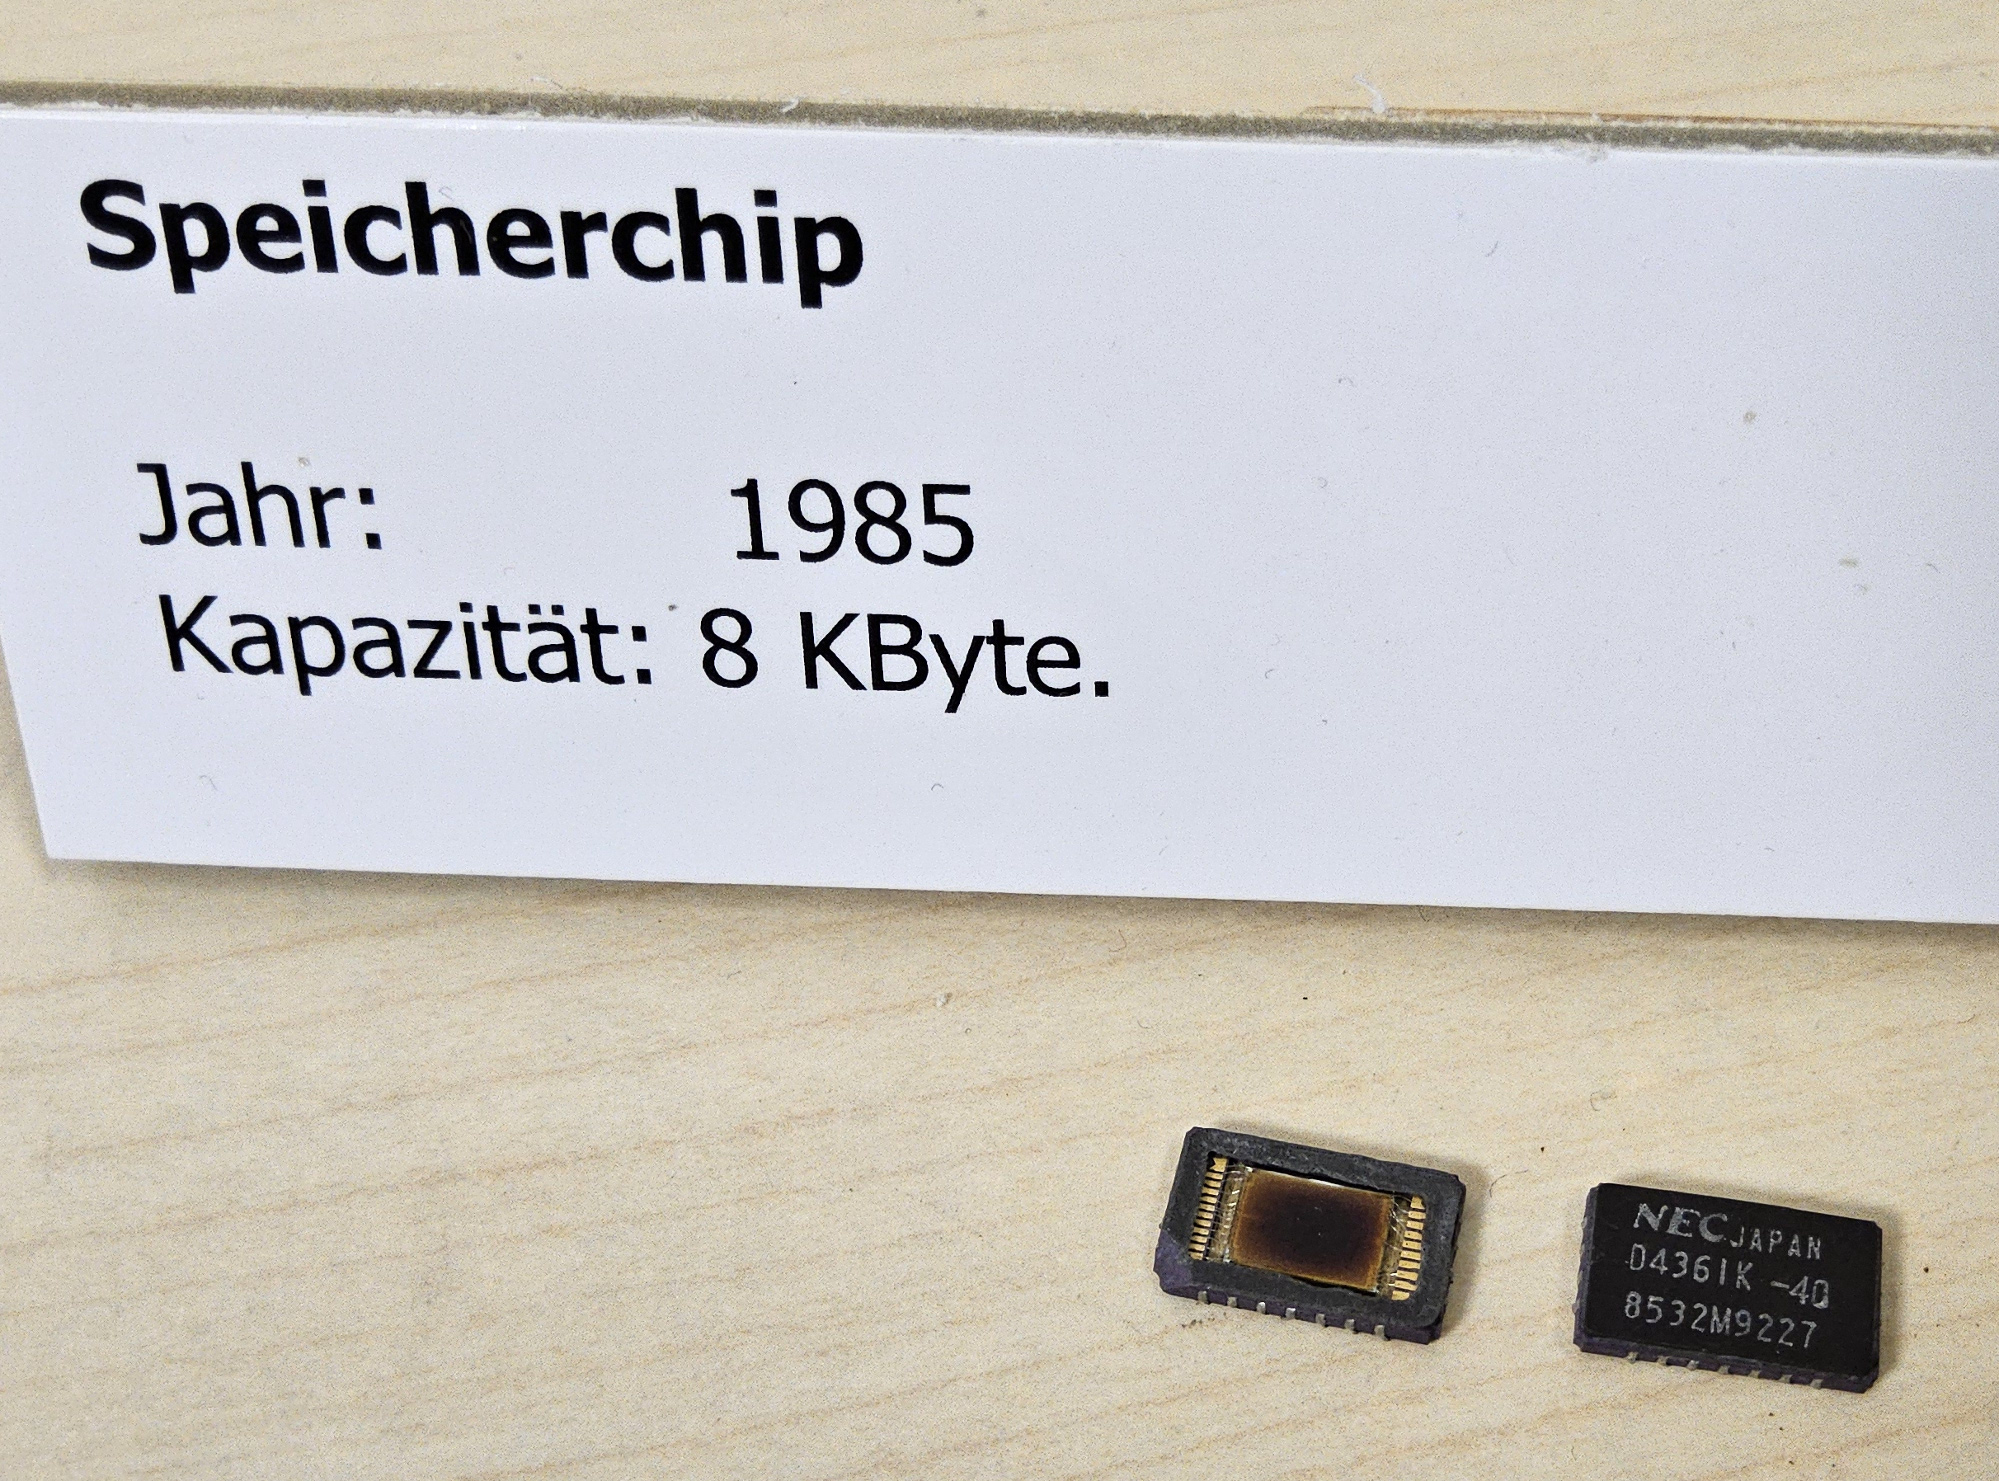 Speicherchip
Jahr: 1985
Kapazität: 8 KByte.
NEC JAPAN
D4361K -40
8532M9227